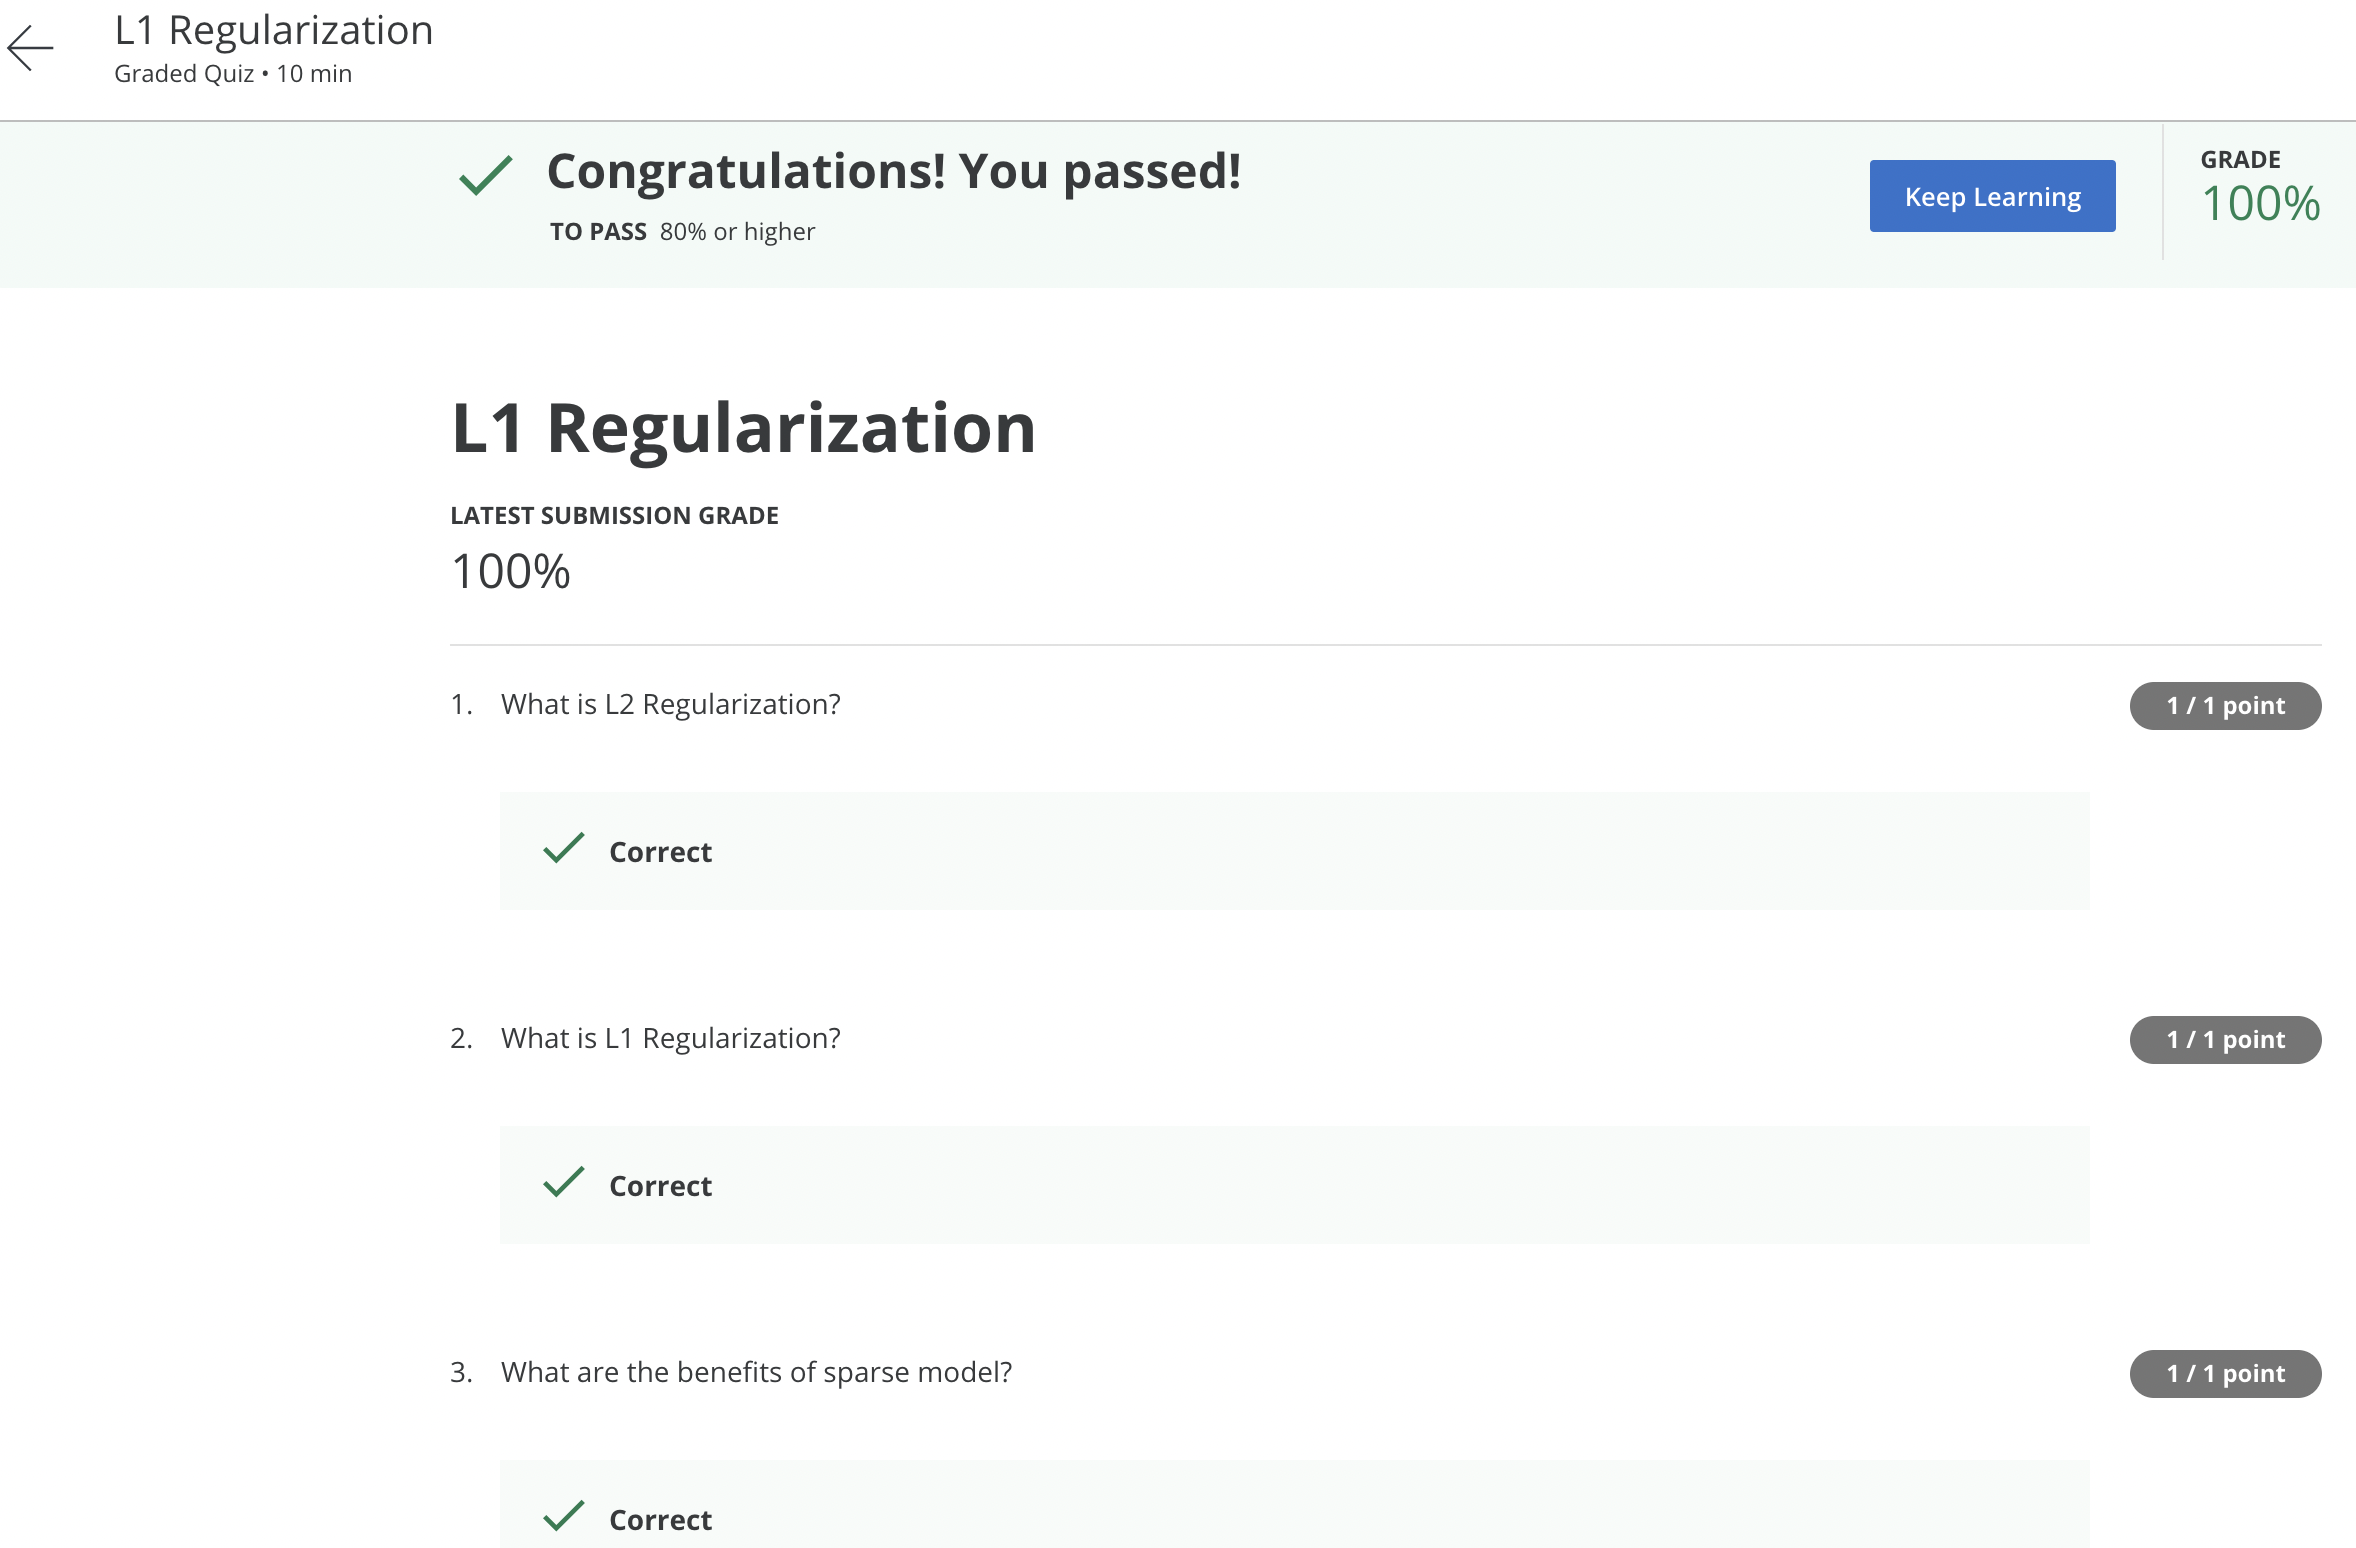 L1 Regularization
Graded Quiz • 10 min
Congratulations! You passed!
TO PASS 80% or higher
Keep Learning
GRADE
100%
L1 Regularization
LATEST SUBMISSION GRADE
100%
1. What is L2 Regularization?
1 / 1 point
Correct
2. What is L1 Regularization?
1 / 1 point
Correct
3. What are the benefits of sparse model?
1 / 1 point
Correct